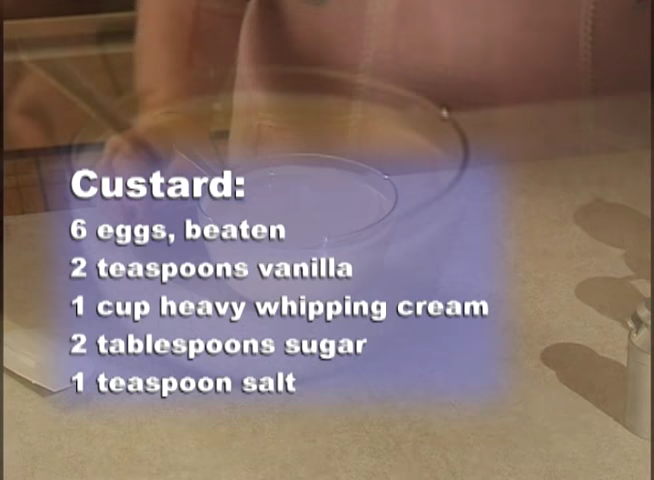 Custard:
6 eggs, beaten
2 teaspoons vanilla
1 cup heavy whipping cream
2 tablespoons sugar
1 teaspoon salt